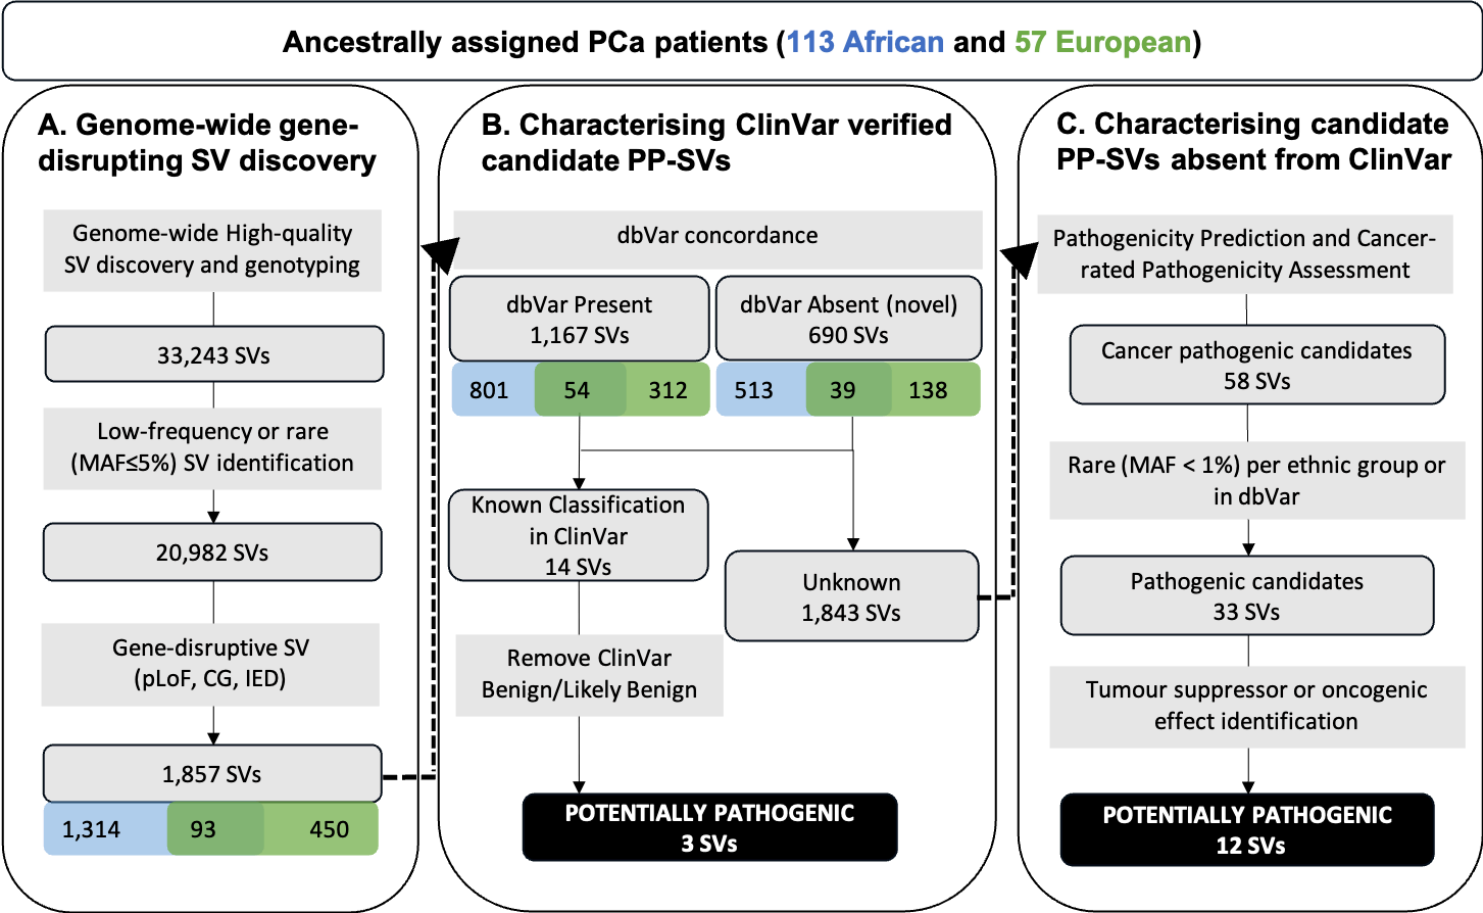 Ancestrally assigned PCa patients (113 African and 57 European)
A. Genome-wide gene-
disrupting SV discovery
Genome-wide High-quality
SV discovery and genotyping
33,243 SVs
Low-frequency or rare
(MAF≤5%) SV identification
20,982 SVs
Gene-disruptive SV
(pLoF, CG, IED)
1,857 SVs
1,314 93 450
B. Characterising ClinVar verified
candidate PP-SVs
dbVar concordance
dbVar Present
1,167 SVs
dbVar Absent (novel)
690 SVs
801 54 312
513 39 138
Known Classification
in ClinVar
14 SVs
Unknown
1,843 SVs
Remove ClinVar
Benign/Likely Benign
POTENTIALLY PATHOGENIC
3 SVs
C. Characterising candidate
PP-SVs absent from ClinVar
Pathogenicity Prediction and Cancer-
rated Pathogenicity Assessment
Cancer pathogenic candidates
58 SVs
Rare (MAF < 1%) per ethnic group or
in dbVar
Pathogenic candidates
33 SVs
Tumour suppressor or oncogenic
effect identification
POTENTIALLY PATHOGENIC
12 SVs